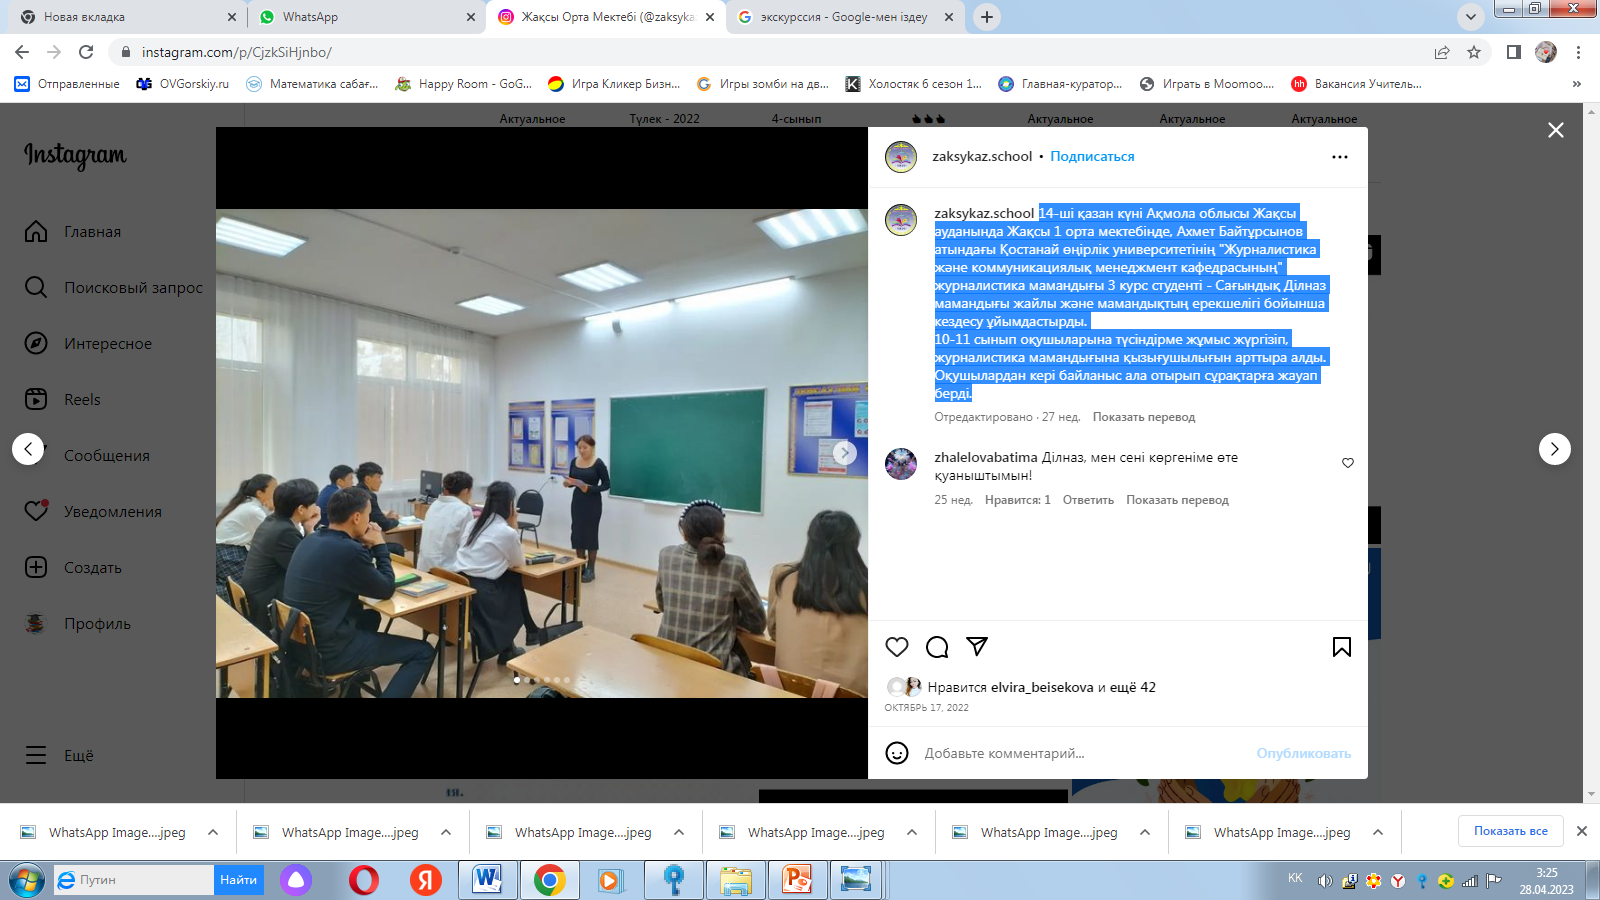 Новая вкладка
WhatsApp
Жақсы Орта Мектебі (@zaksyka
экскурссия - Google-мен іздеу
instagram.com/p/CjzkSiHjnbo/
Отправленные
OVGorskiy.ru
Математика сабағ...
Happy Room - GoG...
Игра Кликер Бизн...
Игры зомби на дв...
Холостяк 6 сезон 1...
Главная-куратор...
Играть в Moomoo....
Вакансия Учитель...
Актуальное
Түлек - 2022
4-сынып
Актуальное
Актуальное
Актуальное
Instagram
Главная
Поисковый запрос
Интересное
Reels
Сообщения
Уведомления
Создать
Профиль
Ещё
zaksykaz.school • Подписаться
zaksykaz.school 14-ші қазан күні Ақмола облысы Жақсы
ауданында Жақсы 1 орта мектебінде, Ахмет Байтұрсынов
атындағы Қостанай өңірлік университетінің "Журналистика
және коммуникациялық менеджмент кафедрасының"
журналистика мамандығы 3 курс студенті - Сағындық Ділназ
мамандығы жайлы және мамандықтың ерекшелігі бойынша
кездесу ұйымдастырды.
10-11 сынып оқушыларына түсіндірме жұмыс жүргізіп,
журналистика мамандығына қызығушылығын арттыра алды.
Оқушылардан кері байланыс ала отырып сұрақтарға жауап
берді.
Отредактировано · 27 нед. Показать перевод
zhalelovabatima Ділназ, мен сені көргеніме өте
қуаныштымын!
25 нед. Нравится: 1 Ответить Показать перевод
Нравится elvira_beisekova и ещё 42
ОКТЯБРЬ 17, 2022
Добавьте комментарий...
Опубликовать
WhatsApp Image....jpeg
WhatsApp Image....jpeg
WhatsApp Image....jpeg
WhatsApp Image....jpeg
WhatsApp Image....jpeg
WhatsApp Image....jpeg
Показать все
Путин
Найти
KK
3:25
28.04.2023